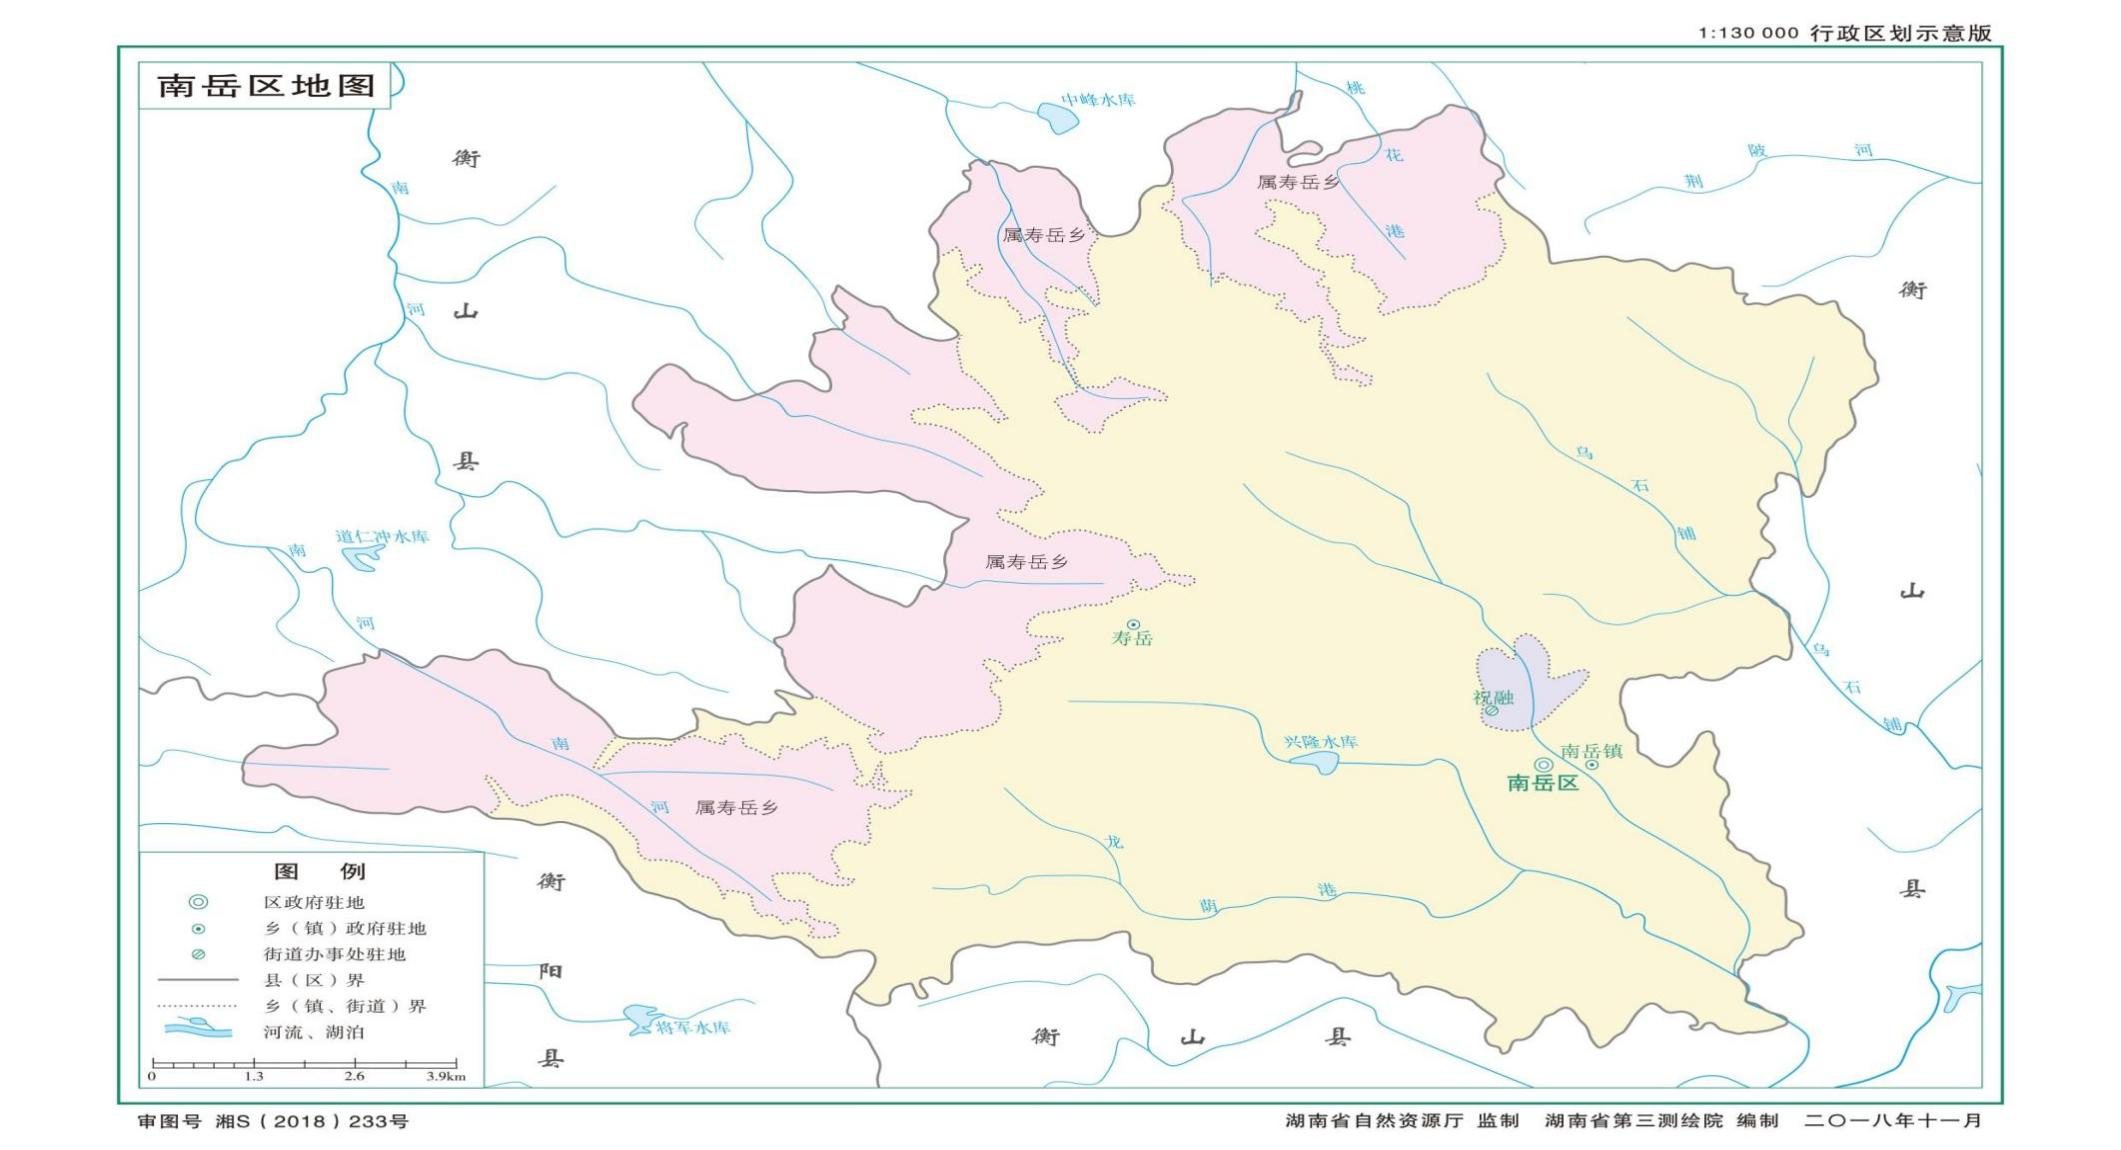 1:130 000 行政区划示意版
南岳区地图
中峰水库
桃
花
港
荆
陂
河
衡
山
县
南
河
属寿岳乡
属寿岳乡
衡
山
县
乌
石
铺
道仁冲水库
南
河
属寿岳乡
寿岳
乌
石
铺
祝融
南岳镇
南岳区
兴隆水库
南
河
属寿岳乡
龙
荫
港
衡
阳
县
将军水库
衡 山 县
图 例
区政府驻地
乡（镇）政府驻地
街道办事处驻地
县（区）界
乡（镇、街道）界
河流、湖泊
0 1.3 2.6 3.9km
审图号 湘S（2018）233号
湖南省自然资源厅 监制 湖南省第三测绘院 编制 二〇一八年十一月